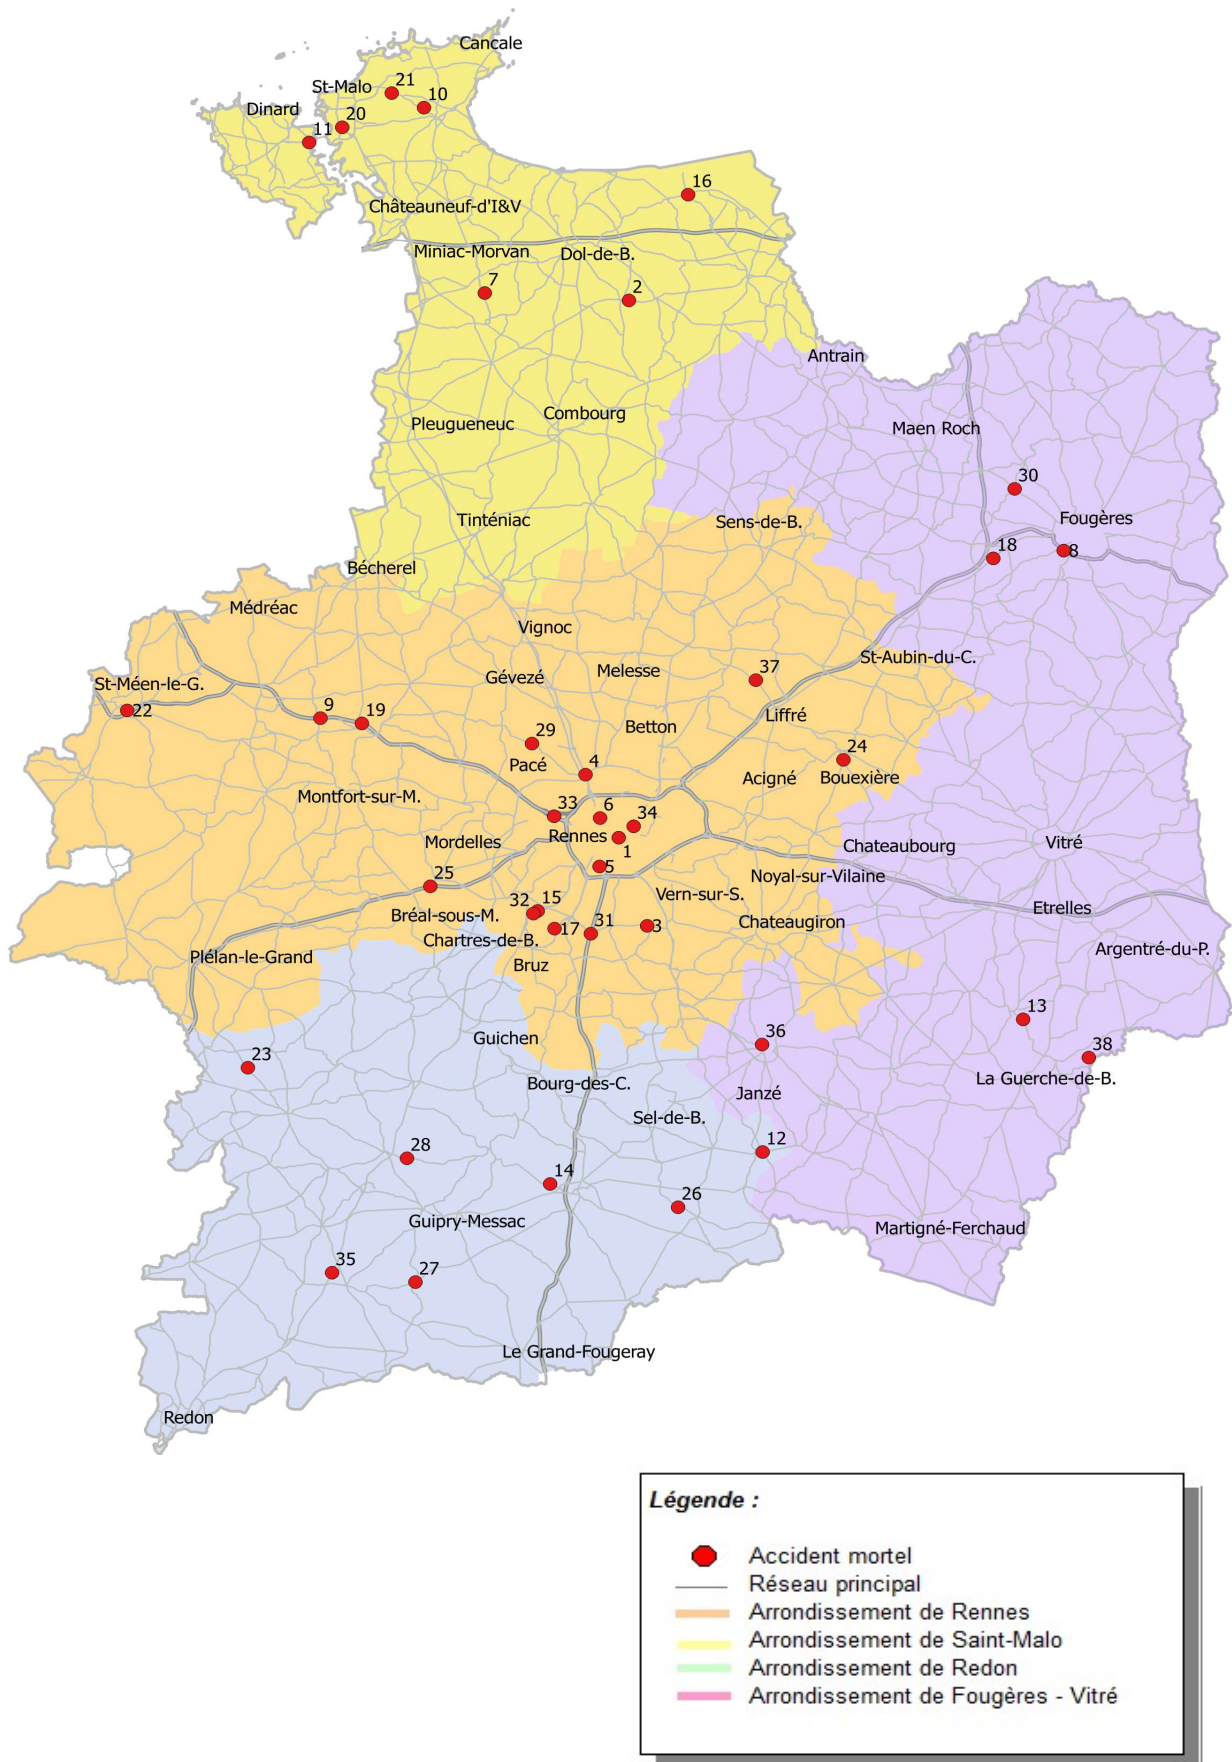 Cancale
St-Malo
21
10
Dinard
20
11
16
Châteauneuf-d'I&V
Miniac-Morvan
Dol-de-B.
7
2
Antrain
Combourg
Pleugueneuc
Maen Roch
30
Tinténiac
Sens-de-B.
Fougères
18
8
Bécherel
Médréac
Vignoc
St-Aubin-du-C.
Gévezé
Melesse
37
St-Méen-le-G.
22
9
19
Betton
Liffré
29
Pacé
4
24
Acigné
Bouexière
Montfort-sur-M.
33
6
34
Rennes
1
Mordelles
Chateaubourg
Vitré
5
25
Noyal-sur-Vilaine
Vern-sur-S.
32
15
Bréal-sous-M.
Etrelles
17
31
3
Chateaugiron
Chartres-de-B.
Argentré-du-P.
Plélan-le-Grand
Bruz
13
Guichen
36
38
23
La Guerche-de-B.
Bourg-des-C.
Janzé
Sel-de-B.
12
28
14
26
Guipry-Messac
Martigné-Ferchaud
35
27
Le Grand-Fougeray
Redon
Légende :
Accident mortel
Réseau principal
Arrondissement de Rennes
Arrondissement de Saint-Malo
Arrondissement de Redon
Arrondissement de Fougères - Vitré